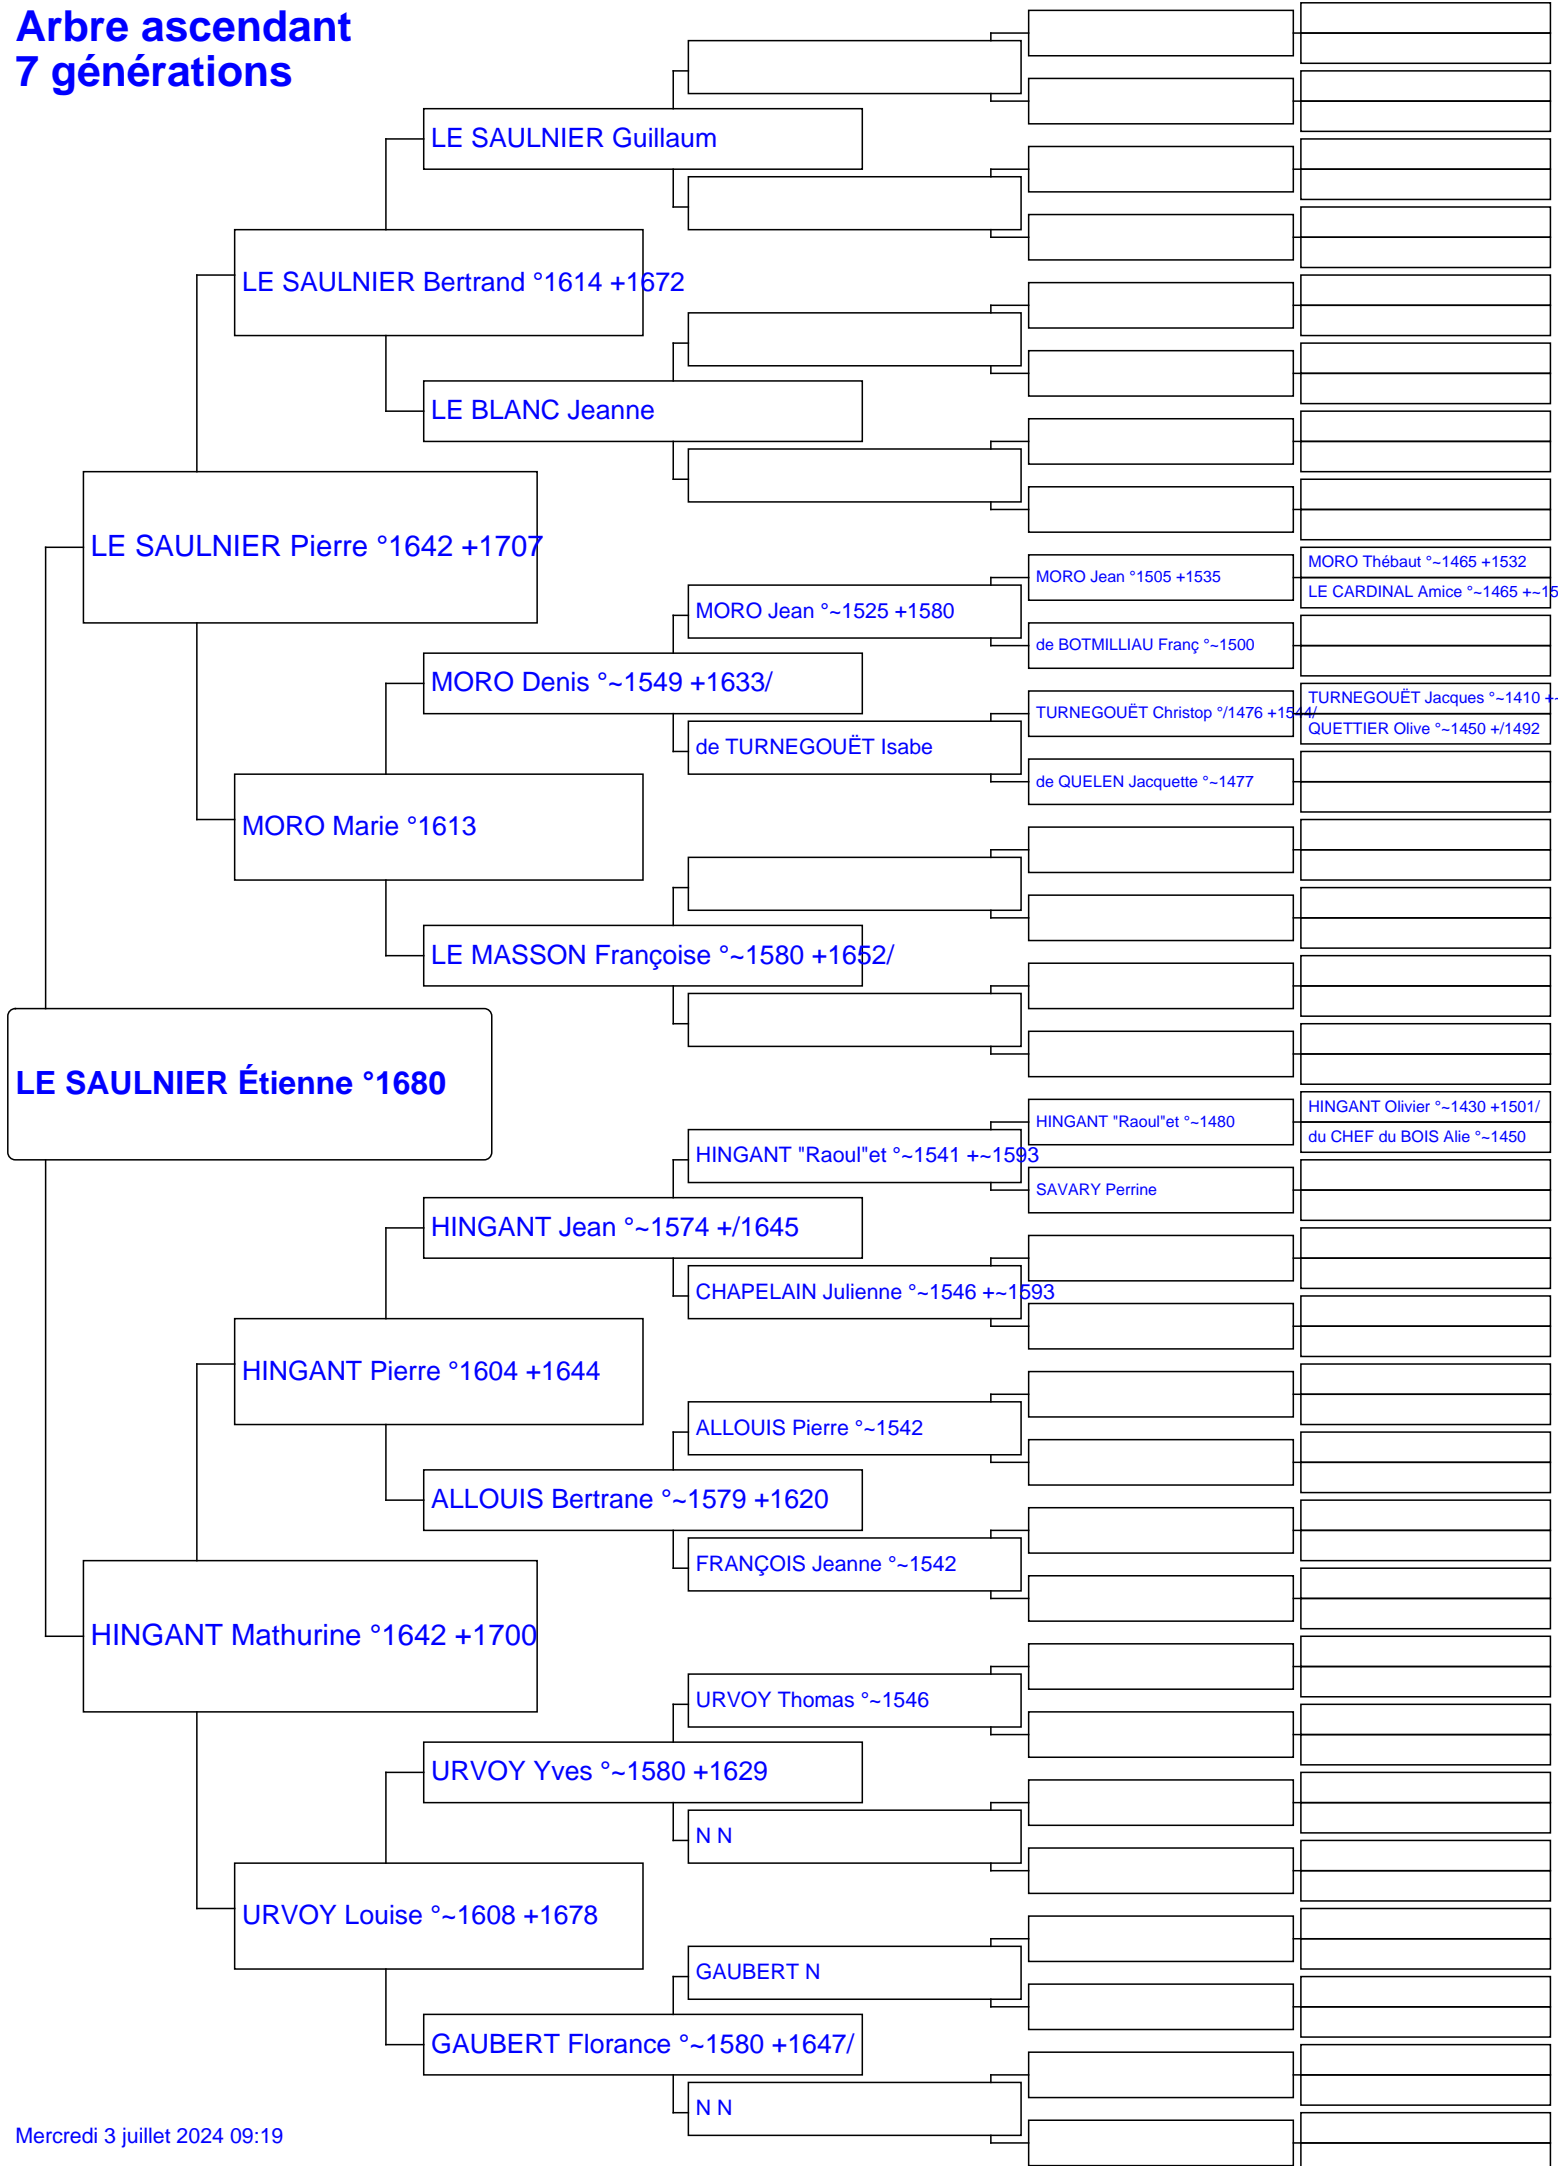 Arbre ascendant
7 générations
LE SAULNIER Guillaum
LE SAULNIER Bertrand °1614 +1672
LE BLANC Jeanne
LE SAULNIER Pierre °1642 +1707
MORO Thébaut °~1465 +1532
MORO Jean °1505 +1535
LE CARDINAL Amice °~1465 +~15
MORO Jean °~1525 +1580
de BOTMILLIAU Franç °~1500
MORO Denis °~1549 +1633/
TURNEGOUËT Jacques °~1410 +~
TURNEGOUËT Christop °/1476 +1544/
QUETTIER Olive °~1450 +/1492
de TURNEGOUËT Isabe
de QUELEN Jacquette °~1477
MORO Marie °1613
LE MASSON Françoise °~1580 +1652/
LE SAULNIER Étienne °1680
HINGANT Olivier °~1430 +1501/
HINGANT "Raoul"et °~1480
du CHEF du BOIS Alie °~1450
HINGANT "Raoul"et °~1541 +~1593
SAVARY Perrine
HINGANT Jean °~1574 +/1645
CHAPELAIN Julienne °~1546 +~1593
HINGANT Pierre °1604 +1644
ALLOUIS Pierre °~1542
ALLOUIS Bertrane °~1579 +1620
FRANÇOIS Jeanne °~1542
HINGANT Mathurine °1642 +1700
URVOY Thomas °~1546
URVOY Yves °~1580 +1629
N N
URVOY Louise °~1608 +1678
GAUBERT N
GAUBERT Florance °~1580 +1647/
N N
Mercredi 3 juillet 2024 09:19